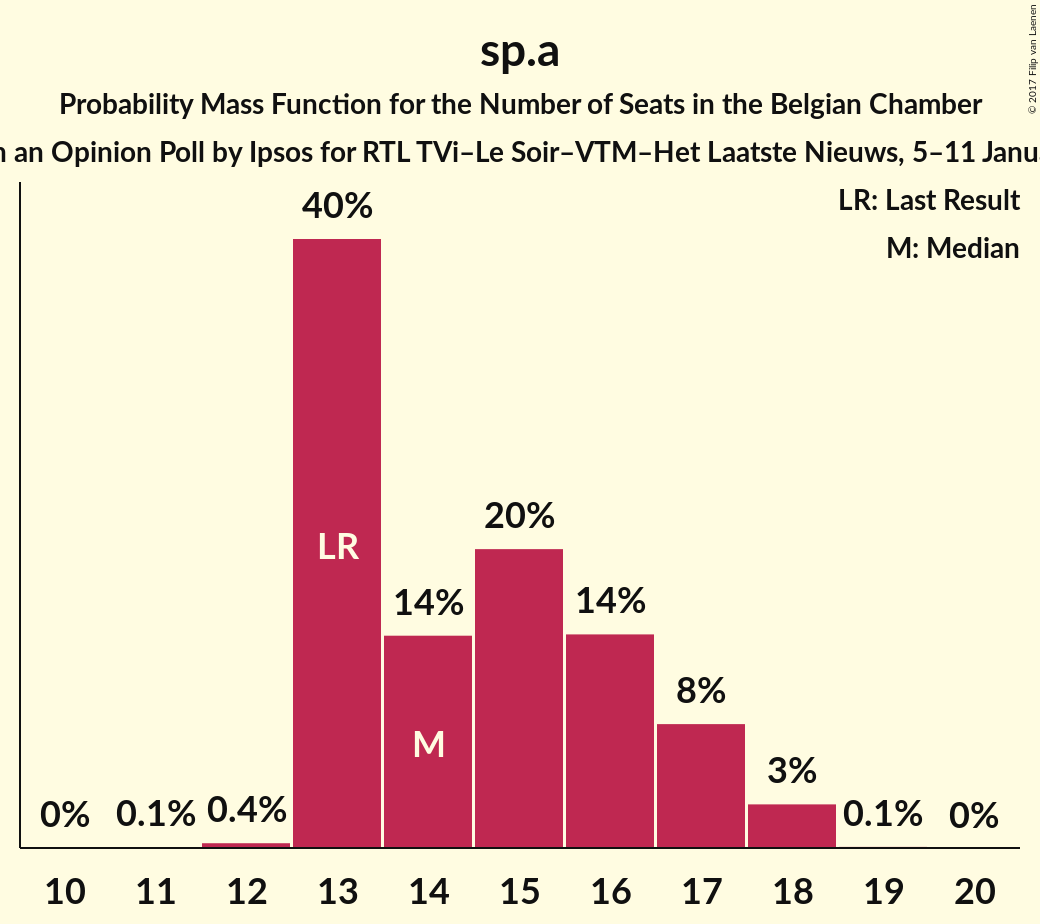 © 2017 Filip van Laenen
sp.a
Probability Mass Function for the Number of Seats in the Belgian Chamber
an Opinion Poll by Ipsos for RTL TVi–Le Soir–VTM–Het Laatste Nieuws, 5–11
LR: Last Result
M: Median
40%
20%
14%
14%
8%
3%
0%
0.1%
0.4%
0.1%
0%
LR
M
10 11 12 13 14 15 16 17 18 19 20